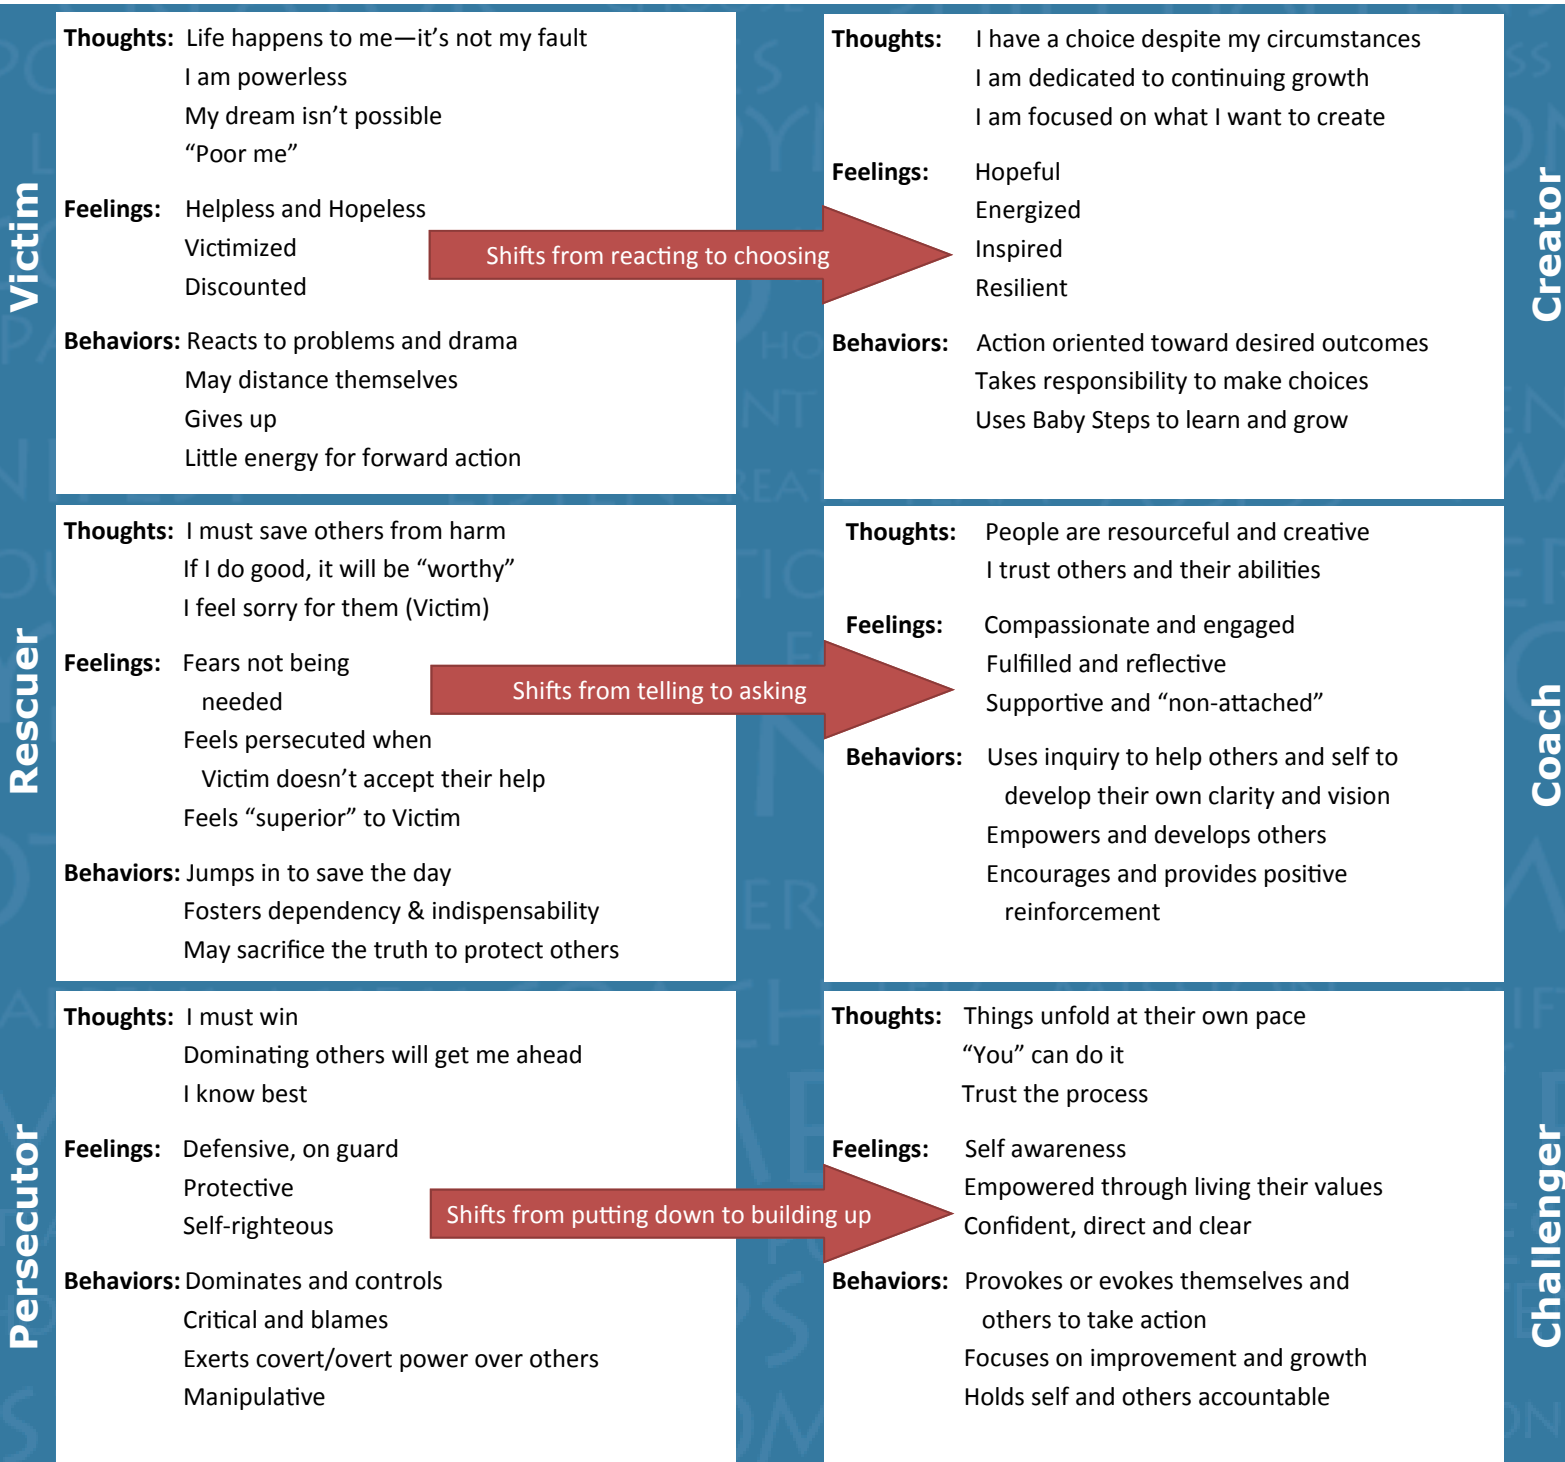 Victim
Thoughts: Life happens to me—it's not my fault
I am powerless
My dream isn't possible
“Poor me”
Feelings: Helpless and Hopeless
Victimized
Discounted
Behaviors: Reacts to problems and drama
May distance themselves
Gives up
Little energy for forward action
Shifts from reacting to choosing
Creator
Thoughts: I have a choice despite my circumstances
I am dedicated to continuing growth
I am focused on what I want to create
Feelings: Hopeful
Energized
Inspired
Resilient
Behaviors: Action oriented toward desired outcomes
Takes responsibility to make choices
Uses Baby Steps to learn and grow
Rescuer
Thoughts: I must save others from harm
If I do good, it will be “worthy”
I feel sorry for them (Victim)
Feelings: Fears not being
needed
Feels persecuted when
Victim doesn't accept their help
Feels “superior” to Victim
Behaviors: Jumps in to save the day
Fosters dependency & indispensability
May sacrifice the truth to protect others
Shifts from telling to asking
Coach
Thoughts: People are resourceful and creative
I trust others and their abilities
Feelings: Compassionate and engaged
Fulfilled and reflective
Supportive and “non-attached”
Behaviors: Uses inquiry to help others and self to
develop their own clarity and vision
Empowers and develops others
Encourages and provides positive
reinforcement
Persecutor
Thoughts: I must win
Dominating others will get me ahead
I know best
Feelings: Defensive, on guard
Protective
Self-righteous
Behaviors: Dominates and controls
Critical and blames
Exerts covert/overt power over others
Manipulative
Shifts from putting down to building up
Challenger
Thoughts: Things unfold at their own pace
“You” can do it
Trust the process
Feelings: Self awareness
Empowered through living their values
Confident, direct and clear
Behaviors: Provokes or evokes themselves and
others to take action
Focuses on improvement and growth
Holds self and others accountable